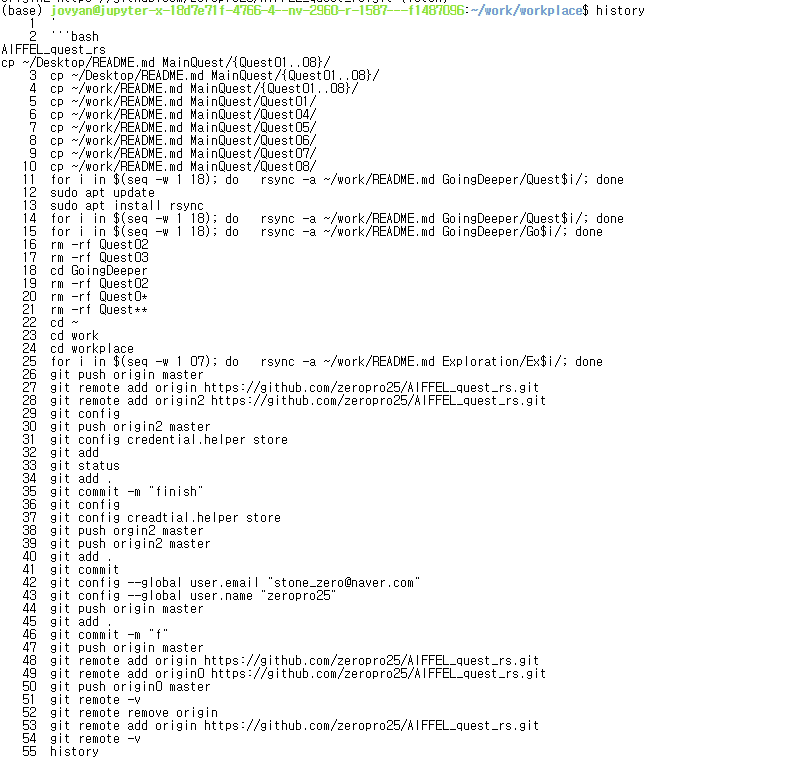 (base) jovyan@jupyter-x-18d7e71f-4766-4--nv-2960-r-1587---f1487096:~/work/workplace$ history
1 `
2 ```bash
AIFFEL_quest_rs
cp ~/Desktop/README.md MainQuest/{Quest01..08}/
3 cp ~/Desktop/README.md MainQuest/{Quest01..08}/
4 cp ~/work/README.md MainQuest/{Quest01..08}/
5 cp ~/work/README.md MainQuest/Quest01/
6 cp ~/work/README.md MainQuest/Quest04/
7 cp ~/work/README.md MainQuest/Quest05/
8 cp ~/work/README.md MainQuest/Quest06/
9 cp ~/work/README.md MainQuest/Quest07/
10 cp ~/work/README.md MainQuest/Quest08/
11 for i in $(seq -w 1 18); do rsync -a ~/work/README.md GoingDeeper/Quest$i/; done
12 sudo apt update
13 sudo apt install rsync
14 for i in $(seq -w 1 18); do rsync -a ~/work/README.md GoingDeeper/Quest$i/; done
15 for i in $(seq -w 1 18); do rsync -a ~/work/README.md GoingDeeper/Go$i/; done
16 rm -rf Quest02
17 rm -rf Quest03
18 cd GoingDeeper
19 rm -rf Quest02
20 rm -rf Quest0*
21 rm -rf Quest**
22 cd ~
23 cd work
24 cd workplace
25 for i in $(seq -w 1 07); do rsync -a ~/work/README.md Exploration/Ex$i/; done
26 git push origin master
27 git remote add origin https://github.com/zeropro25/AIFFEL_quest_rs.git
28 git remote add origin2 https://github.com/zeropro25/AIFFEL_quest_rs.git
29 git config
30 git push origin2 master
31 git config credential.helper store
32 git add
33 git status
34 git add .
35 git commit -m "finish"
36 git config
37 git config creadtial.helper store
38 git push orgin2 master
39 git push origin2 master
40 git add .
41 git commit
42 git config --global user.email "stone_zero@naver.com"
43 git config --global user.name "zeropro25"
44 git push origin master
45 git add .
46 git commit -m "f"
47 git push origin master
48 git remote add origin https://github.com/zeropro25/AIFFEL_quest_rs.git
49 git remote add origin0 https://github.com/zeropro25/AIFFEL_quest_rs.git
50 git push origin0 master
51 git remote -v
52 git remote remove origin
53 git remote add origin https://github.com/zeropro25/AIFFEL_quest_rs.git
54 git remote -v
55 history